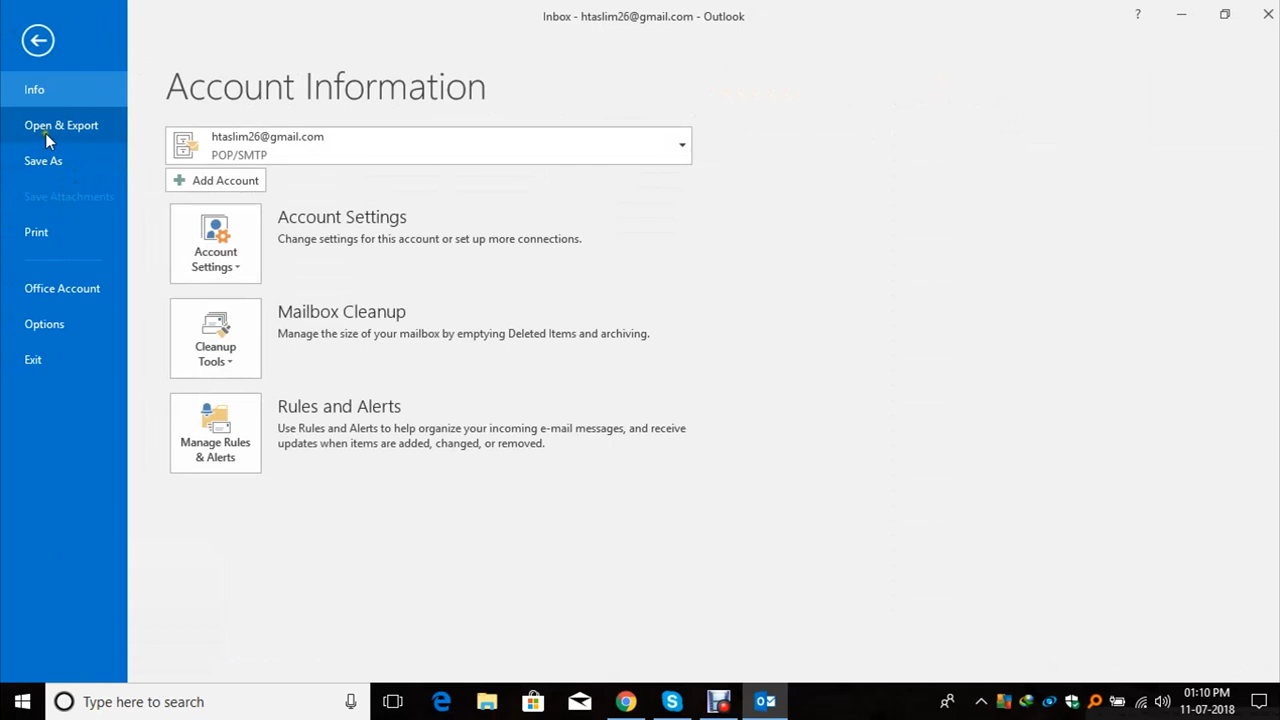 Inbox - htaslim26@gmail.com - Outlook
?
Info
Open & Export
Save As
Save Attachments
Print
Office Account
Options
Exit
Account Information
htaslim26@gmail.com
POP/SMTP
Add Account
Account
Settings
Account Settings
Change settings for this account or set up more connections.
Cleanup
Tools
Mailbox Cleanup
Manage the size of your mailbox by emptying Deleted Items and archiving.
Manage Rules
& Alerts
Rules and Alerts
Use Rules and Alerts to help organize your incoming e-mail messages, and receive
updates when items are added, changed, or removed.
Type here to search
01:10 PM
11-07-2018